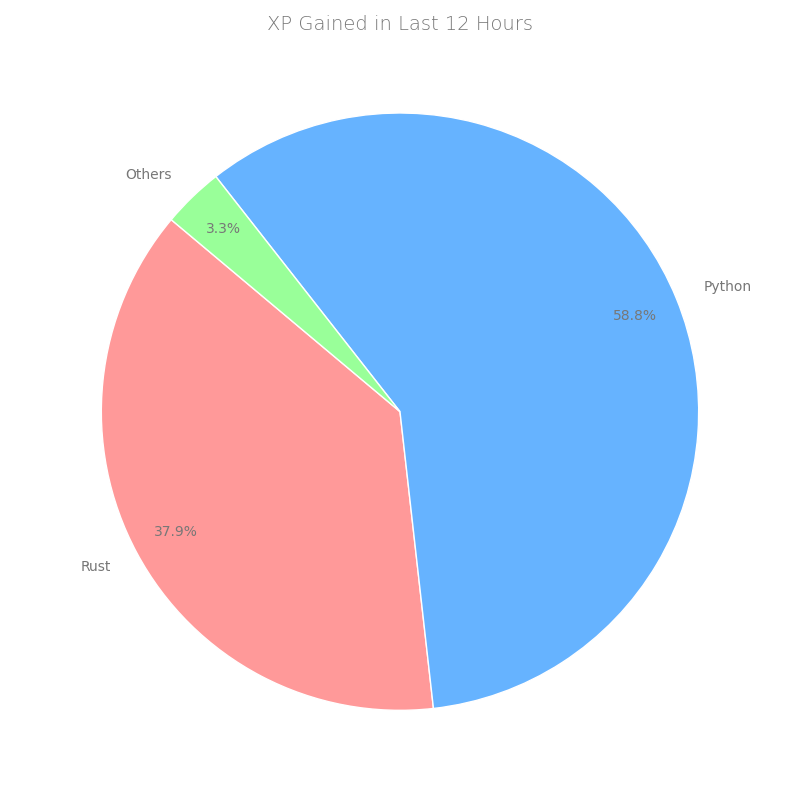 XP Gained in Last 12 Hours
Others
3.3%
Python
58.8%
37.9%
Rust